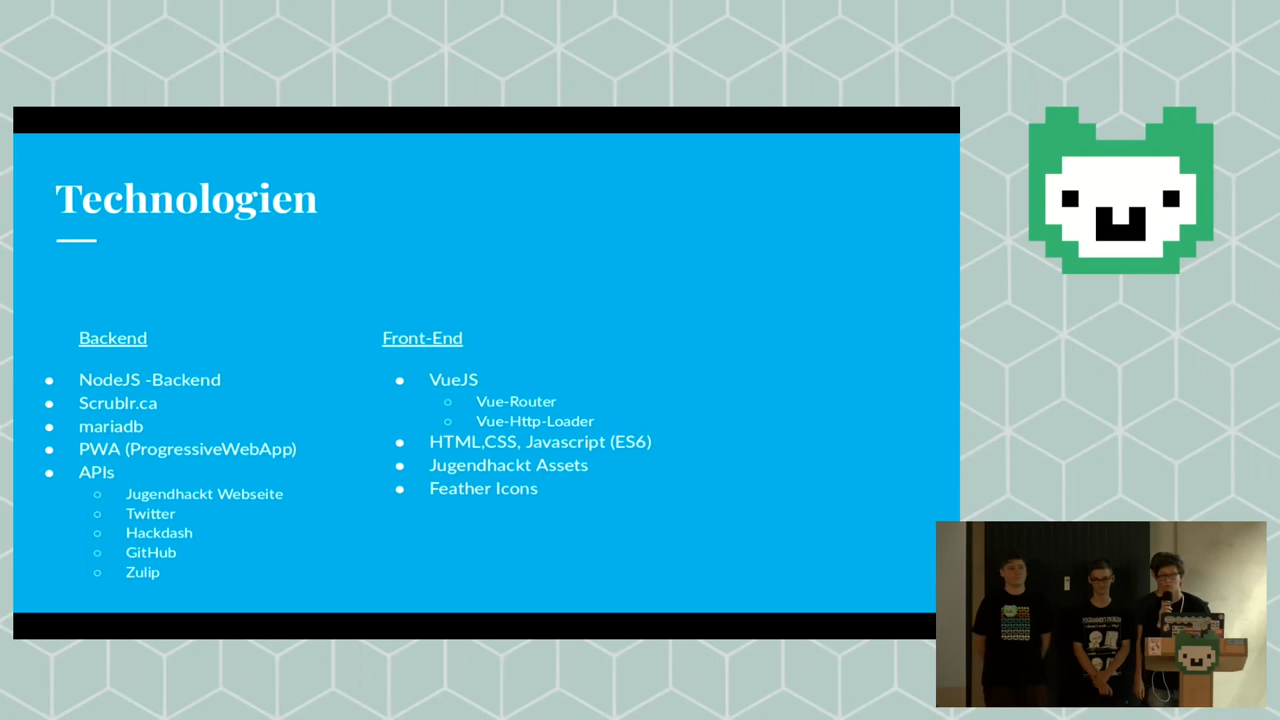 Technologien
Backend
NodeJS -Backend
Scrublr.ca
mariadb
PWA (ProgressiveWebApp)
APIs
Jugendhackt Webseite
Twitter
Hackdash
GitHub
Zulip
Front-End
VueJS
Vue-Router
Vue-Http-Loader
HTML,CSS, Javascript (ES6)
Jugendhackt Assets
Feather Icons